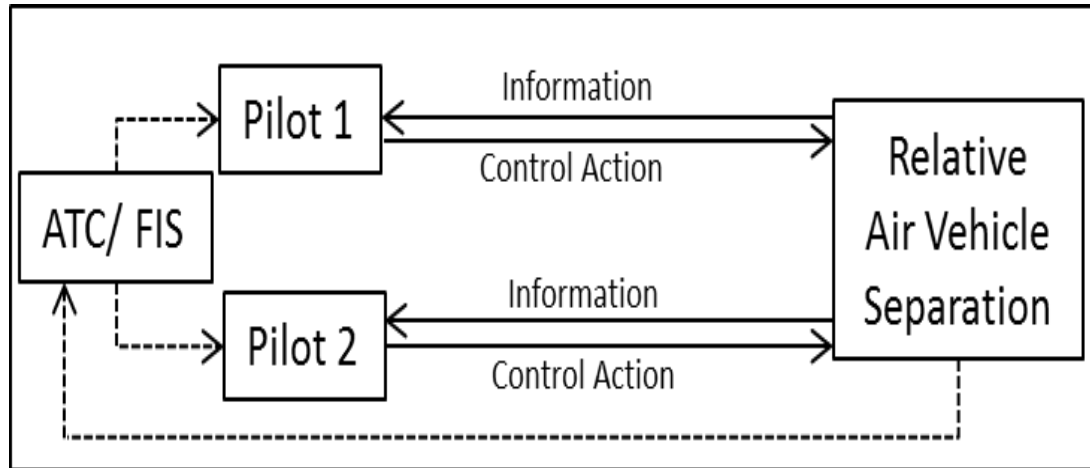 Pilot 1
Information
Control Action
ATC/ FIS
Relative
Air Vehicle
Separation
Pilot 2
Information
Control Action